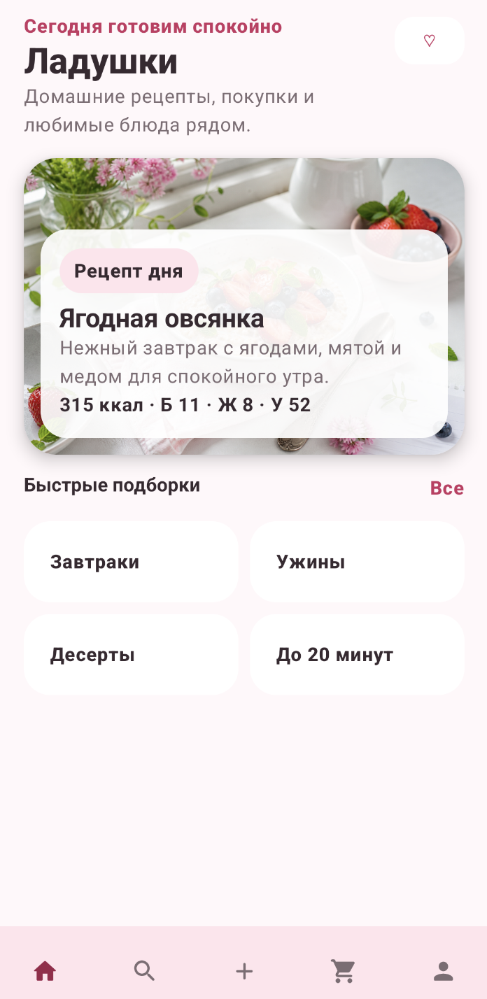 Сегодня готовим спокойно
Ладушки
Домашние рецепты, покупки и
любимые блюда рядом.
Рецепт дня
Ягодная овсянка
Нежный завтрак с ягодами, мятой и
медом для спокойного утра.
315 ккал · Б 11 · Ж 8 · У 52
Быстрые подборки
Все
Завтраки
Ужины
Десерты
До 20 минут